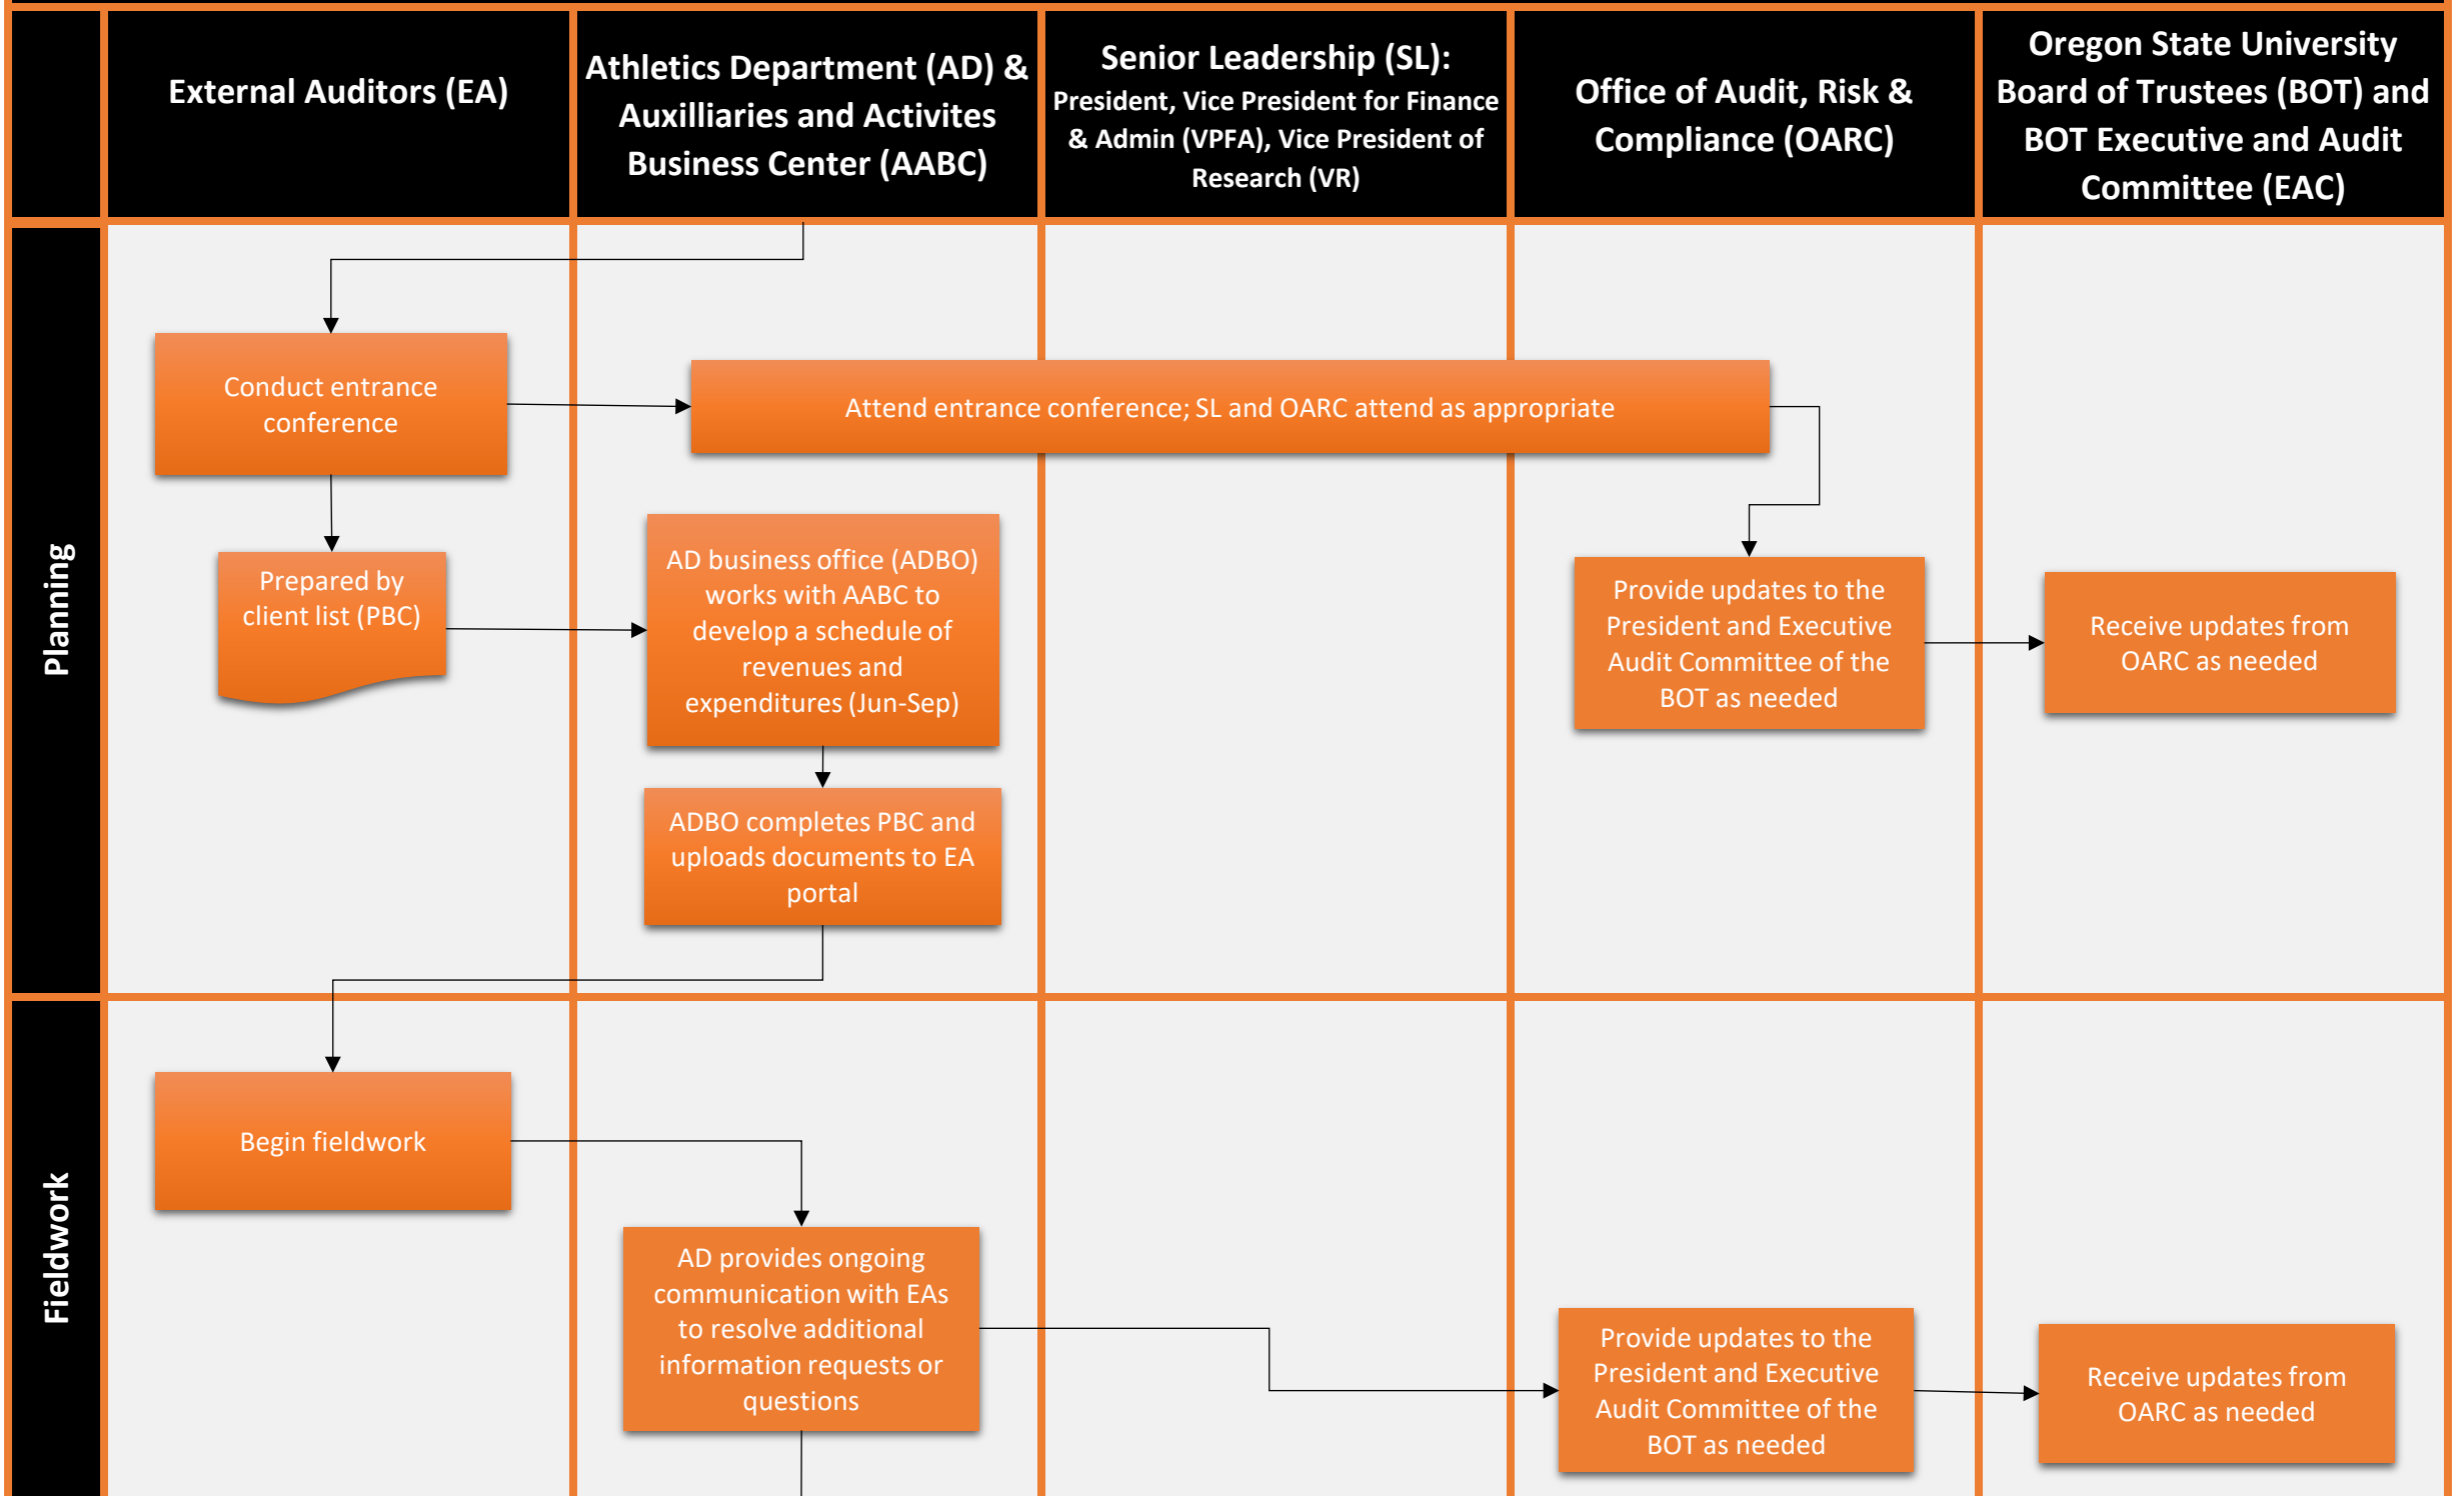 External Auditors (EA)
Athletics Department (AD) &
Auxilliaries and Activites
Business Center (AABC)
Senior Leadership (SL):
President, Vice President for Finance
& Admin (VPFA), Vice President of
Research (VR)
Office of Audit, Risk &
Compliance (OARC)
Oregon State University
Board of Trustees (BOT) and
BOT Executive and Audit
Committee (EAC)
Planning
Conduct entrance
conference
Attend entrance conference; SL and OARC attend as appropriate
Prepared by
client list (PBC)
AD business office (ADBO)
works with AABC to
develop a schedule of
revenues and
expenditures (Jun-Sep)
Provide updates to the
President and Executive
Audit Committee of the
BOT as needed
Receive updates from
OARC as needed
ADBO completes PBC and
uploads documents to EA
portal
Fieldwork
Begin fieldwork
AD provides ongoing
communication with EAs
to resolve additional
information requests or
questions
Provide updates to the
President and Executive
Audit Committee of the
BOT as needed
Receive updates from
OARC as needed